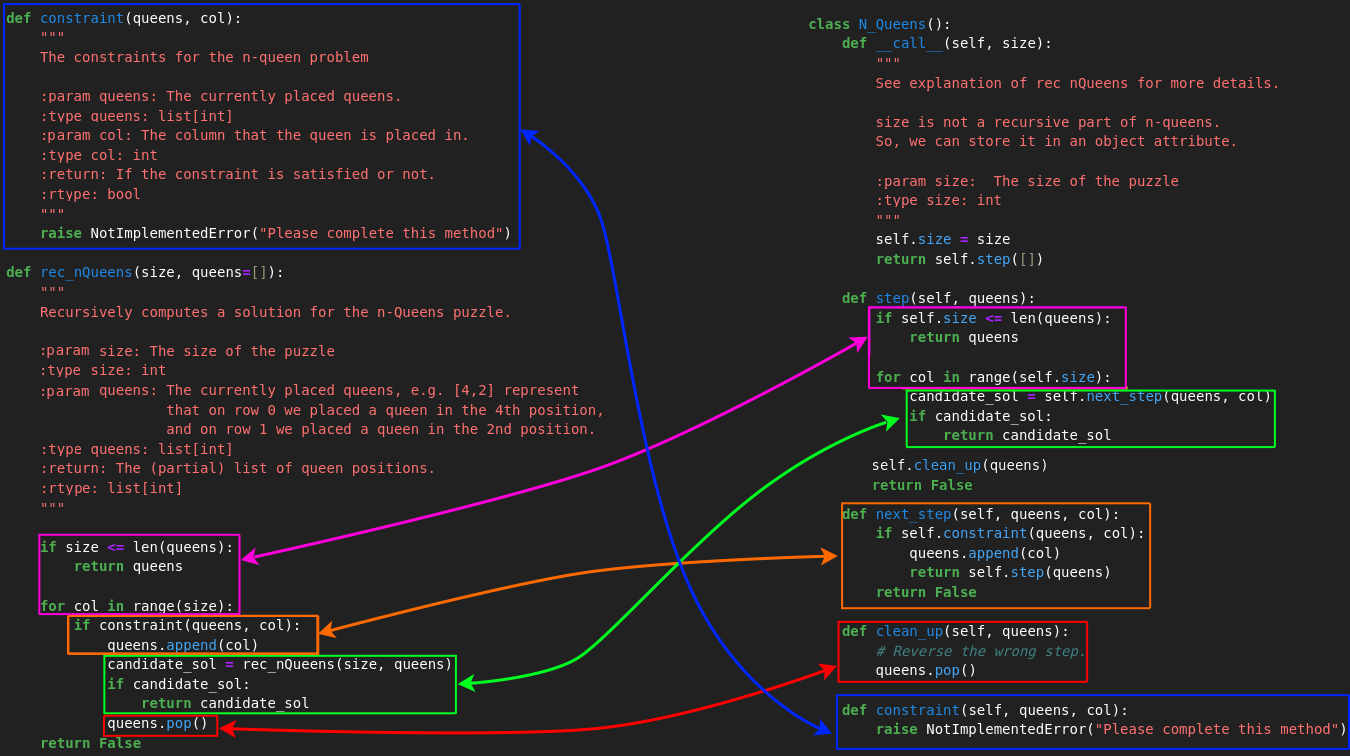 def constraint(queens, col):
    """
    The constraints for the n-queen problem

    :param queens: The currently placed queens.
    :type queens: list[int]
    :param col: The column that the queen is placed in.
    :type col: int
    :return: If the constraint is satisfied or not.
    :rtype: bool
    """
    raise NotImplementedError("Please complete this method")

def rec_nQueens(size, queens=[]):
    """
    Recursively computes a solution for the n-Queens puzzle.

    :param size: The size of the puzzle
    :type size: int
    :param queens: The currently placed queens, e.g. [4,2] represent
                   that on row 0 we placed a queen in the 4th position,
                   and on row 1 we placed a queen in the 2nd position.
    :type queens: list[int]
    :return: The (partial) list of queen positions.
    :rtype: list[int]
    """

    if size <= len(queens):
        return queens

    for col in range(size):
        if constraint(queens, col):
            queens.append(col)
            candidate_sol = rec_nQueens(size, queens)
            if candidate_sol:
                return candidate_sol
            queens.pop()
    return False

class N_Queens():
    def __call__(self, size):
        """
        See explanation of rec nQueens for more details.

        size is not a recursive part of n-queens.
        So, we can store it in an object attribute.

        :param size:  The size of the puzzle
        :type size: int
        """
        self.size = size
        return self.step([])

    def step(self, queens):
        if self.size <= len(queens):
            return queens

        for col in range(self.size):
            candidate_sol = self.next_step(queens, col)
            if candidate_sol:
                return candidate_sol

        self.clean_up(queens)
        return False

    def next_step(self, queens, col):
        if self.constraint(queens, col):
            queens.append(col)
            return self.step(queens)
        return False

    def clean_up(self, queens):
        # Reverse the wrong step.
        queens.pop()

    def constraint(self, queens, col):
        raise NotImplementedError("Please complete this method")